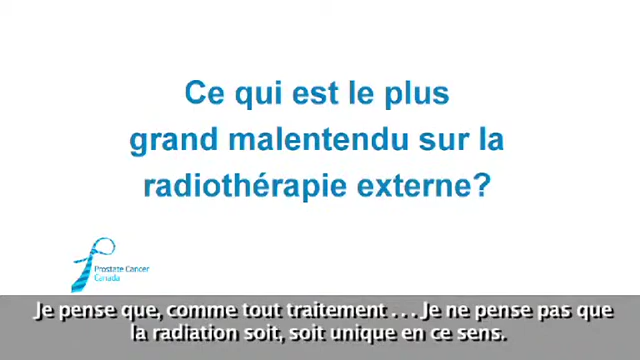 Ce qui est le plus
grand malentendu sur la
radiothérapie externe?
Prostate Cancer
Canada
Je pense que, comme tout traitement . . . Je ne pense pas que
la radiation soit, soit unique en ce sens.